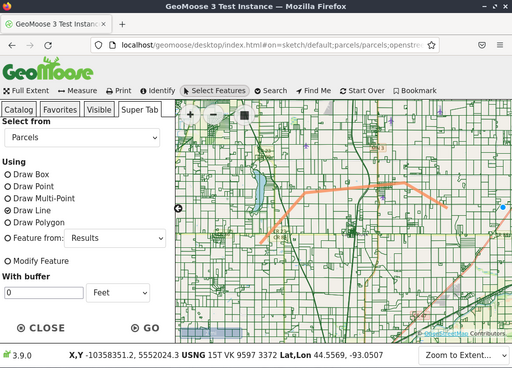 GeoMoose 3 Test Instance — Mozilla Firefox
GeoMoose 3 Test Instance
localhost/geomoose/desktop/index.html#on=sketch/default;parcels/parcels;openstre
GeoMoose
Full Extent
Measure
Print
Identify
Select Features
Search
Find Me
Start Over
Bookmark
Catalog
Favorites
Visible
Super Tab
Select from
Parcels
Using
Draw Box
Draw Point
Draw Multi-Point
Draw Line
Draw Polygon
Feature from:
Results
Modify Feature
With buffer
0
Feet
CLOSE
GO
© OpenStreetMap Contributors
3.9.0
X,Y -10358351.2, 5552024.3 USNG 15T VK 9597 3372 Lat,Lon 44.5569, -93.0507
Zoom to Extent...